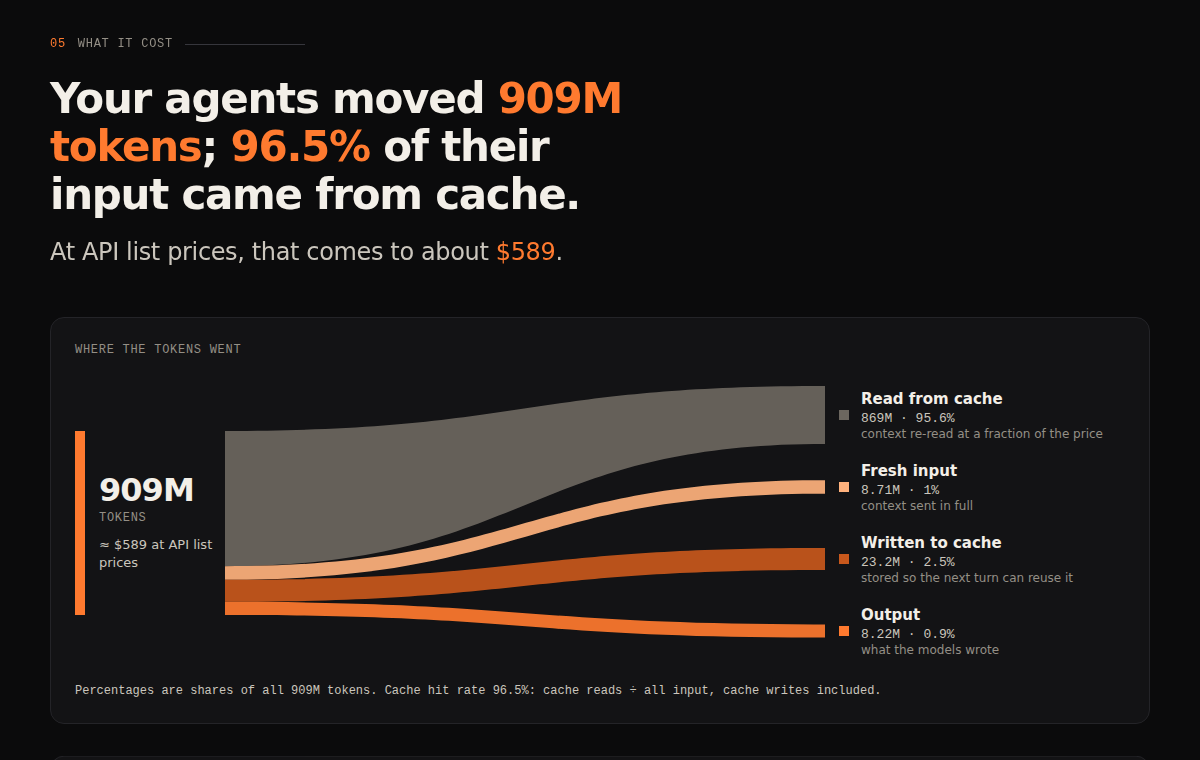 05 WHAT IT COST
Your agents moved 909M
tokens; 96.5% of their
input came from cache.
At API list prices, that comes to about $589.
WHERE THE TOKENS WENT
909M
TOKENS
≈ $589 at API list
prices
Read from cache
869M · 95.6%
context re-read at a fraction of the price
Fresh input
8.71M · 1%
context sent in full
Written to cache
23.2M · 2.5%
stored so the next turn can reuse it
Output
8.22M · 0.9%
what the models wrote
Percentages are shares of all 909M tokens. Cache hit rate 96.5%: cache reads ÷ all input, cache writes included.